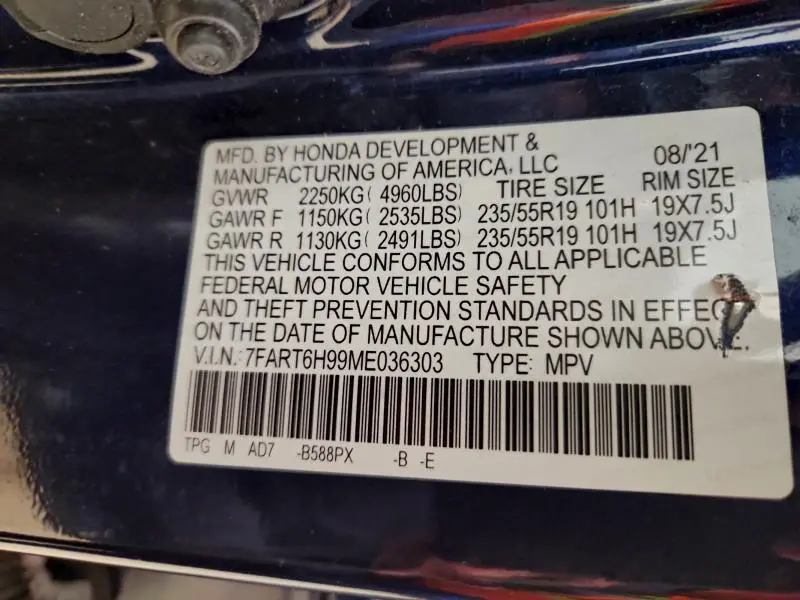 MFD. BY HONDA DEVELOPMENT &
MANUFACTURING OF AMERICA, LLC 08/'21
GVWR 2250KG( 4960LBS) TIRE SIZE RIM SIZE
GAWR F 1150KG( 2535LBS) 235/55R19 101H 19X7.5J
GAWR R 1130KG( 2491LBS) 235/55R19 101H 19X7.5J
THIS VEHICLE CONFORMS TO ALL APPLICABLE
FEDERAL MOTOR VEHICLE SAFETY
AND THEFT PREVENTION STANDARDS IN EFFECT
ON THE DATE OF MANUFACTURE SHOWN ABOVE.
V.I.N.:7FART6H99ME036303 TYPE: MPV
TPG M AD7 -B588PX -B -E